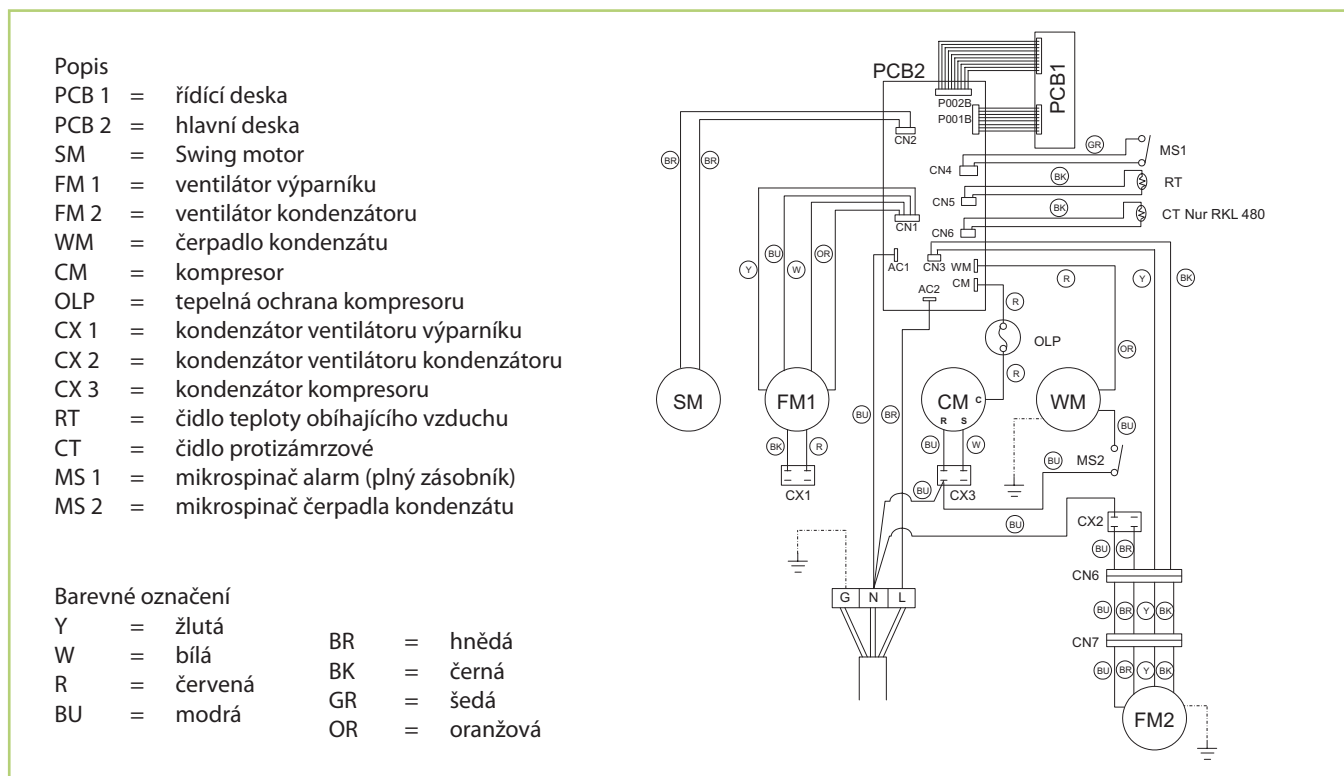 Popis
PCB 1 = řídící deska
PCB 2 = hlavní deska
SM = Swing motor
FM 1 = ventilátor výparníku
FM 2 = ventilátor kondenzátoru
WM = čerpadlo kondenzátu
CM = kompresor
OLP = tepelná ochrana kompresoru
CX 1 = kondenzátor ventilátoru výparníku
CX 2 = kondenzátor ventilátoru kondenzátoru
CX 3 = kondenzátor kompresoru
RT = čidlo teploty obíhajícího vzduchu
CT = čidlo protizámrzové
MS 1 = mikrospinač alarm (plný zásobník)
MS 2 = mikrospinač čerpadla kondenzátu
Barevné označení
Y = žlutá
W = bílá
R = červená
BU = modrá
BR = hnědá
BK = černá
GR = šedá
OR = oranžová
PCB2
PCB1
P002B
P001B
CN2
GR
MS1
BR BR
CN4
BK
RT
CN5
BK
CT Nur RKL 480
CN1
CN6
Y BU W OR
AC1 CN3 WM
R Y BK
AC2 CM
R
OLP
OR
R
SM FM1 CM C WM
R S
BU BR
BU
BK R BU W
MS2
BU
CX1 BU CX3
CX2
BU
BU BR
CN6
G N L
BU BR Y BK
CN7
BU BR Y BK
FM2